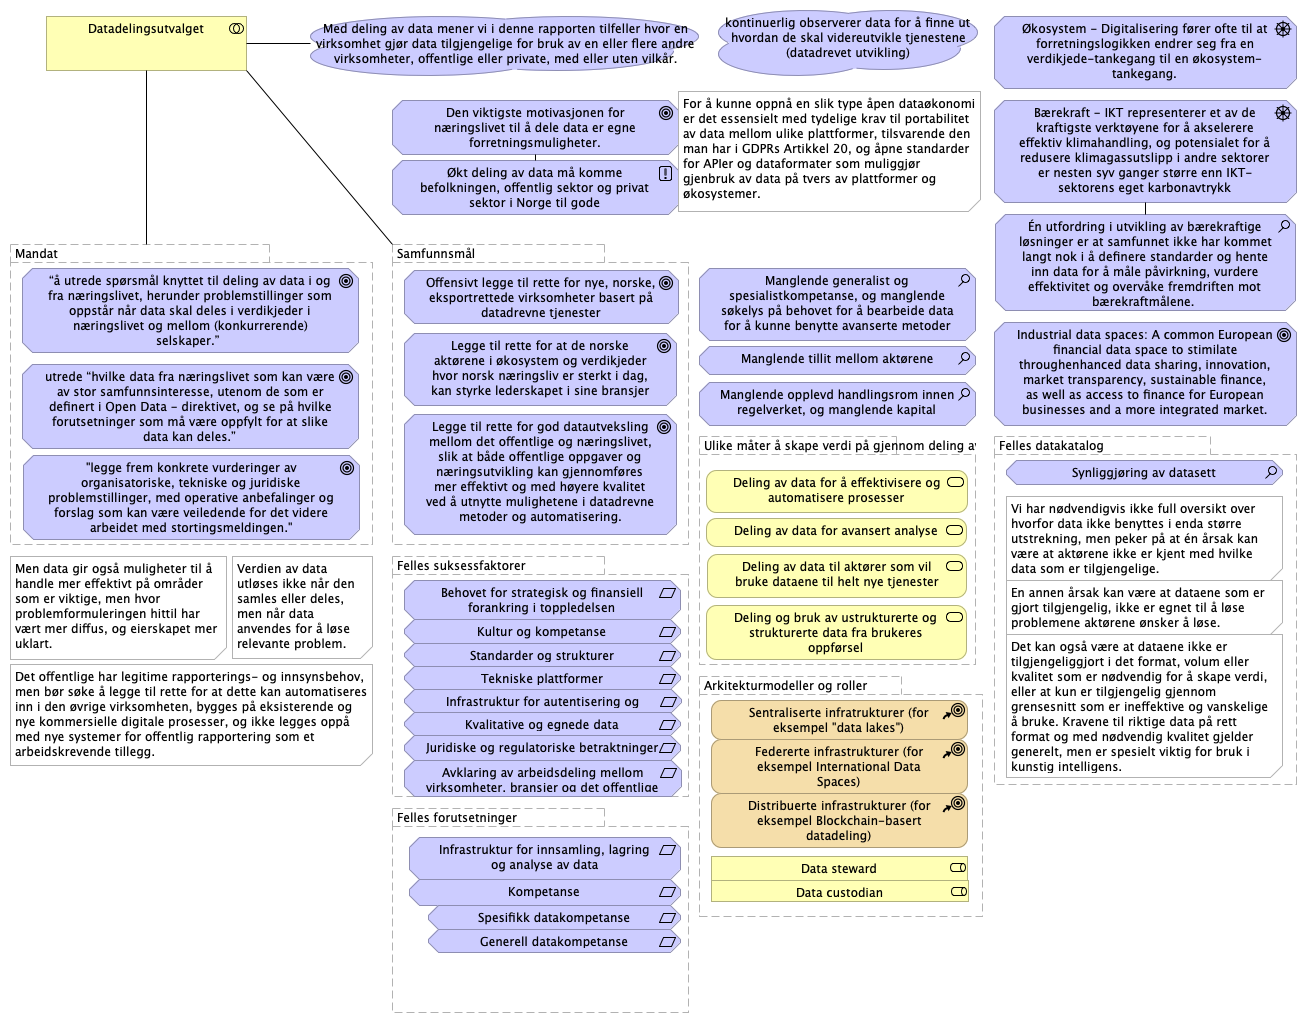 Datadelingsutvalget
Med deling av data mener vi i denne rapporten tilfeller hvor en
virksomhet gjør data tilgjengelige for bruk av en eller flere andre
virksomheter, offentlige eller private, med eller uten vilkår.
kontinuerlig observerer data for å finne ut
hvordan de skal videreutvikle tjenestene
(datadrevet utvikling)
Økosystem – Digitalisering fører ofte til at
forretningslogikken endrer seg fra en
verdikjede-tankegang til en økosystem-
tankegang.
Den viktigste motivasjonen for
næringslivet til å dele data er egne
forretningsmuligheter.
Økt deling av data må komme
befolkningen, offentlig sektor og privat
sektor i Norge til gode
For å kunne oppnå en slik type åpen dataøkonomi
er det essensielt med tydelige krav til portabilitet
av data mellom ulike plattformer, tilsvarende den
man har i GDPRs Artikkel 20, og åpne standarder
for APIer og dataformater som muliggjør
gjenbruk av data på tvers av plattformer og
økosystemer.
Bærekraft – IKT representerer et av de
kraftigste verktøyene for å akselerere
effektiv klimahandling, og potensialet for å
redusere klimagassutslipp i andre sektorer
er nesten syv ganger større enn IKT-
sektorens eget karbonavtrykk
Én utfordring i utvikling av bærekraftige
løsninger er at samfunnet ikke har kommet
langt nok i å definere standarder og hente
inn data for å måle påvirkning, vurdere
effektivitet og overvåke fremdriften mot
bærekraftmålene.
Industrial data spaces: A common European
financial data space to stimilate
throughenhanced data sharing, innovation,
market transparency, sustainable finance,
as well as access to finance for European
businesses and a more integrated market.
Mandat
"å utrede spørsmål knyttet til deling av data i og
fra næringslivet, herunder problemstillinger som
oppstår når data skal deles i verdikjeder i
næringslivet og mellom (konkurrerende)
selskaper."
utrede "hvilke data fra næringslivet som kan være
av stor samfunnsinteresse, utenom de som er
definert i Open Data – direktivet, og se på hvilke
forutsetninger som må være oppfylt for at slike
data kan deles."
"legge frem konkrete vurderinger av
organisatoriske, tekniske og juridiske
problemstillinger, med operative anbefalinger og
forslag som kan være veiledende for det videre
arbeidet med stortingsmeldingen."
Samfunnsmål
Offensivt legge til rette for nye, norske,
eksportrettede virksomheter basert på
datadrevne tjenester
Legge til rette for at de norske
aktørene i økosystem og verdikjeder
hvor norsk næringsliv er sterkt i dag,
kan styrke lederskapet i sine bransjer
Legge til rette for god datautveksling
mellom det offentlige og næringslivet,
slik at både offentlige oppgaver og
næringsutvikling kan gjennomføres
mer effektivt og med høyere kvalitet
ved å utnytte mulighetene i datadrevne
metoder og automatisering.
Manglende generalist og
spesialistkompetanse, og manglende
søkelys på behovet for å bearbeide data
for å kunne benytte avanserte metoder
Manglende tillit mellom aktørene
Manglende opplevd handlingsrom innen
regelverket, og manglende kapital
Ulike måter å skape verdi på gjennom deling av
Deling av data for å effektivisere og
automatisere prosesser
Deling av data for avansert analyse
Deling av data til aktører som vil
bruke dataene til helt nye tjenester
Deling og bruk av ustrukturerte og
strukturerte data fra brukeres
oppførsel
Felles datakatalog
Synliggjøring av datasett
Vi har nødvendigvis ikke full oversikt over
hvorfor data ikke benyttes i enda større
utstrekning, men peker på at én årsak kan
være at aktørene ikke er kjent med hvilke
data som er tilgjengelige.
En annen årsak kan være at dataene som er
gjort tilgjengelig, ikke er egnet til å løse
problemene aktørene ønsker å løse.
Det kan også være at dataene ikke er
tilgjengeliggjort i det format, volum eller
kvalitet som er nødvendig for å skape verdi,
eller at kun er tilgjengelig gjennom
grensesnitt som er ineffektive og vanskelige
å bruke. Kravene til riktige data på rett
format og med nødvendig kvalitet gjelder
generelt, men er spesielt viktig for bruk i
kunstig intelligens.
Men data gir også muligheter til å
handle mer effektivt på områder
som er viktige, men hvor
problemformuleringen hittil har
vært mer diffus, og eierskapet mer
uklart.
Verdien av data
utløses ikke når den
samles eller deles,
men når data
anvendes for å løse
relevante problem.
Det offentlige har legitime rapporterings- og innsynsbehov,
men bør søke å legge til rette for at dette kan automatiseres
inn i den øvrige virksomheten, bygges på eksisterende og
nye kommersielle digitale prosesser, og ikke legges oppå
med nye systemer for offentlig rapportering som et
arbeidskrevende tillegg.
Felles suksessfaktorer
Behovet for strategisk og finansiell
forankring i toppledelsen
Kultur og kompetanse
Standarder og strukturer
Tekniske plattformer
Infrastruktur for autentisering og
Kvalitative og egnede data
Juridiske og regulatoriske betraktninger
Avklaring av arbeidsdeling mellom
virksomheter, bransjer og det offentlige
Felles forutsetninger
Infrastruktur for innsamling, lagring
og analyse av data
Kompetanse
Spesifikk datakompetanse
Generell datakompetanse
Arkitekturmodeller og roller
Sentraliserte infratrukturer (for
eksempel "data lakes")
Federerte infrastrukturer (for
eksempel International Data
Spaces)
Distribuerte infrastrukturer (for
eksempel Blockchain-basert
datadeling)
Data steward
Data custodian